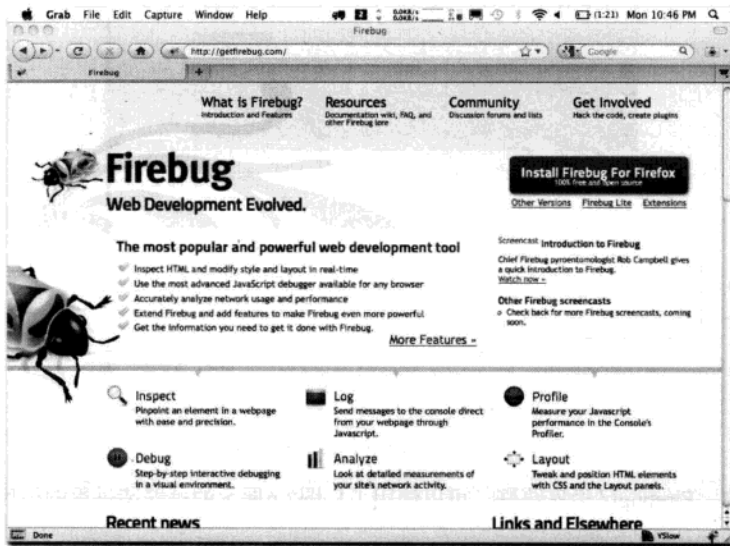 Grab File Edit Capture Window Help
(1:21) Mon 10:46 PM
Firebug
http://getfirebug.com/
Google
Firebug
What is Firebug?
Introduction and Features
Resources
Documentation wiki, FAQ, and
other Firebug lore
Community
Discussion forums and lists
Get Involved
Hack the code, create plugins
Firebug
Web Development Evolved.
Install Firebug For Firefox
100% free and open source
Other Versions Firebug Lite Extensions
The most popular and powerful web development tool
Inspect HTML and modify style and layout in real-time
Use the most advanced JavaScript debugger available for any browser
Accurately analyze network usage and performance
Extend Firebug and add features to make Firebug even more powerful
Get the information you need to get it done with Firebug.
More Features »
Screencast Introduction to Firebug
Chief Firebug pyroentomologist Rob Campbell gives
a quick introduction to Firebug.
Watch now »
Other Firebug screencasts
Check back for more Firebug screencasts, coming
soon.
Inspect
Pinpoint an element in a webpage
with ease and precision.
Log
Send messages to the console direct
from your webpage through
Javascript.
Profile
Measure your Javascript
performance in the Console's
Profiler.
Debug
Step-by-step interactive debugging
in a visual environment.
Analyze
Look at detailed measurements of
your site's network activity.
Layout
Tweak and position HTML elements
with CSS and the Layout panels.
Recent news
Links and Elsewhere
Done
YSlow